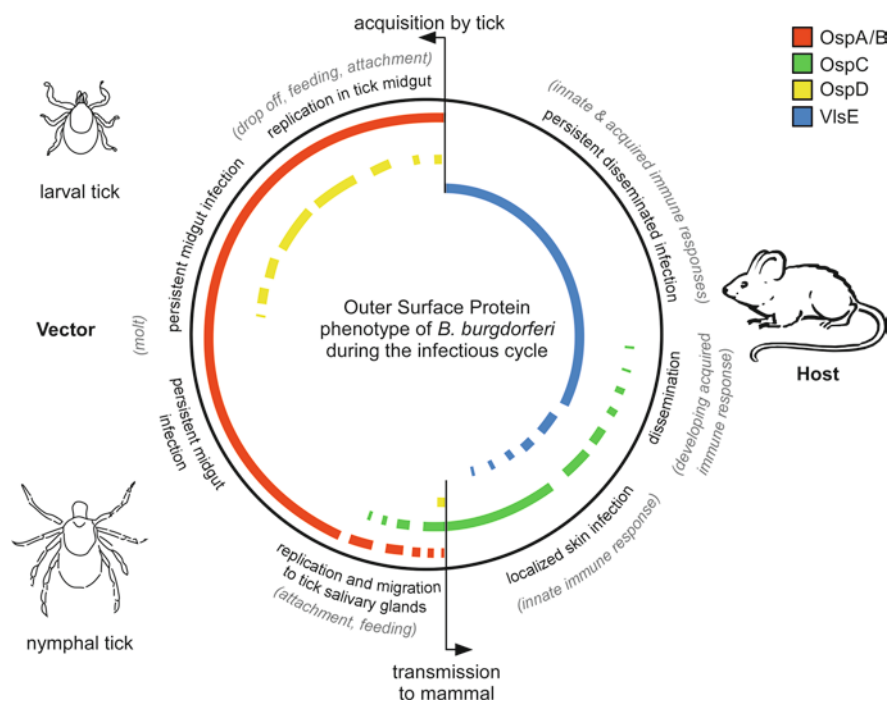 acquisition by tick
OspA/B
OspC
OspD
VlsE
(drop off, feeding, attachment)
replication in tick midgut
(innate & acquired immune responses)
persistent disseminated infection
larval tick
persistent midgut infection
Vector
(molt)
Outer Surface Protein
phenotype of B. burgdorferi
during the infectious cycle
Host
dissemination
(developing acquired
immune response)
persistent midgut
infection
localized skin infection
(innate immune response)
replication and migration
to tick salivary glands
(attachment, feeding)
nymphal tick
transmission
to mammal